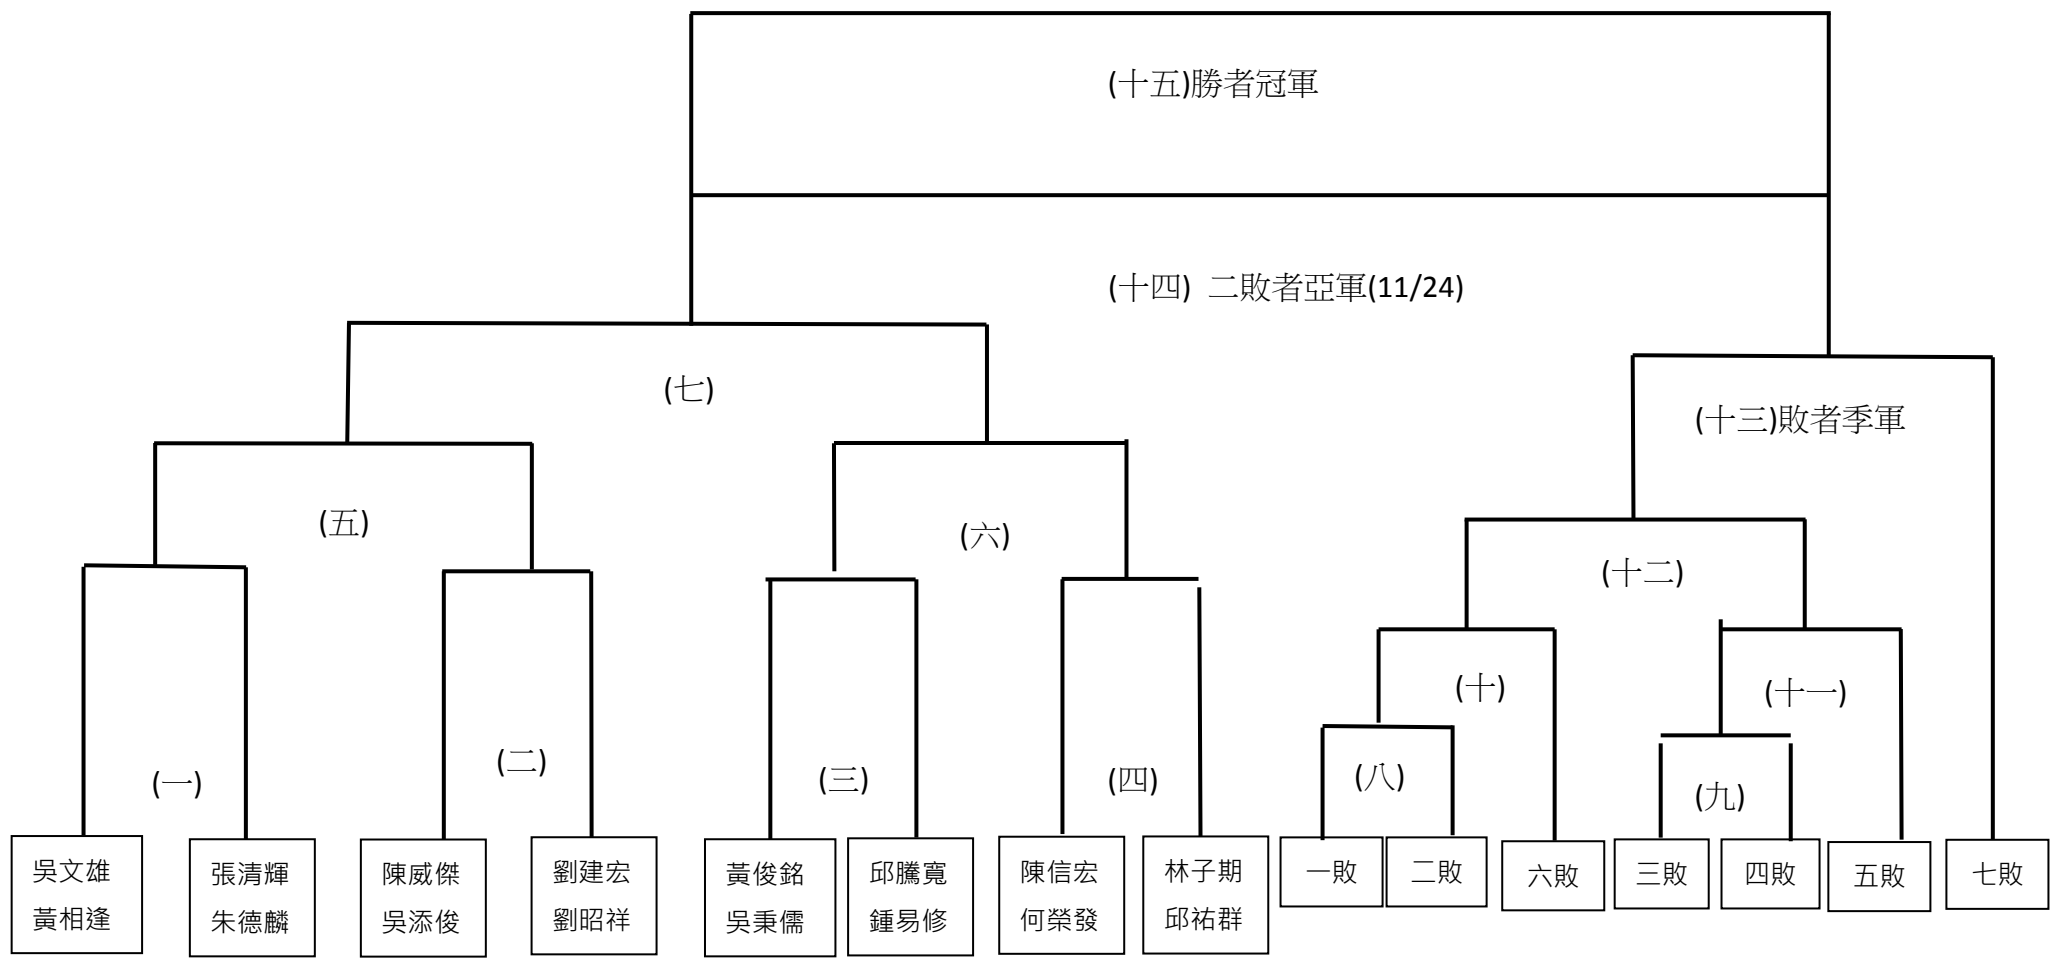 (十五)勝者冠軍
(十四) 二敗者亞軍(11/24)
(七)
(十三)敗者季軍
(五)
(六)
(十二)
(十)
(十一)
(一)
(二)
(三)
(四)
(八)
(九)
吳文雄
黃相逢
張清輝
朱德麟
陳威傑
吳添俊
劉建宏
劉昭祥
黃俊銘
吳秉儒
邱騰寬
鍾易修
陳信宏
何榮發
林子期
邱祐群
一敗
二敗
六敗
三敗
四敗
五敗
七敗